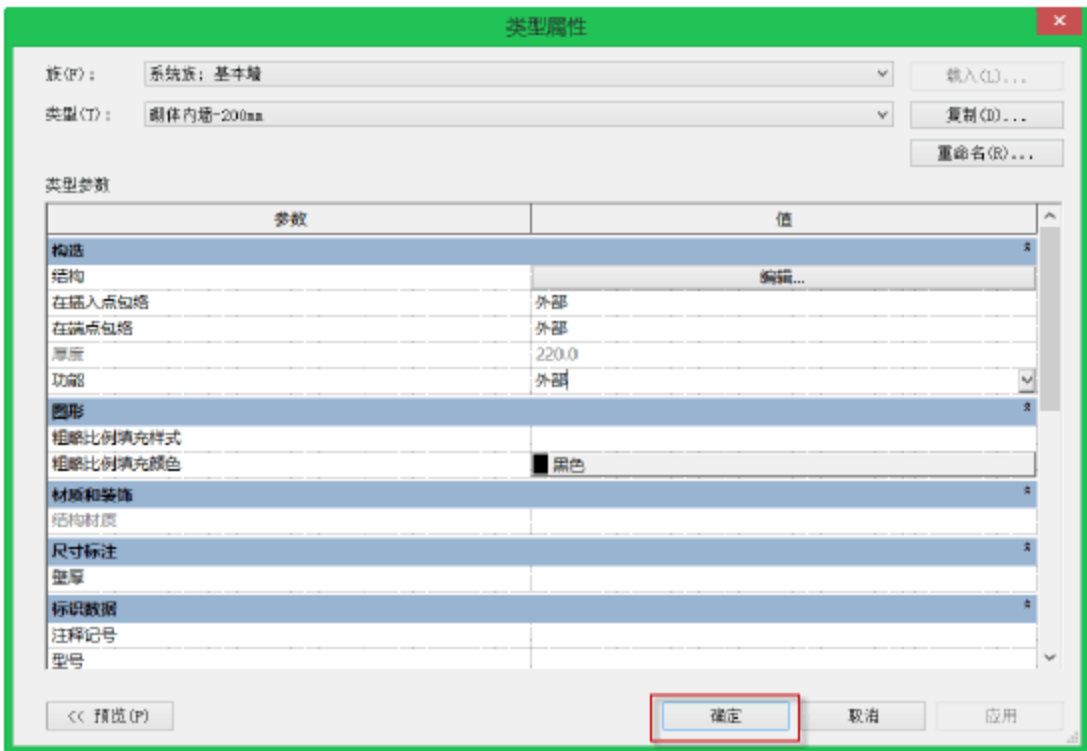 类型属性
族(F): 系统族: 基本墙 载入(L)...
类型(T): 砌体内墙-200mm 复制(D)...
重命名(R)...
类型参数
参数 值
构造
结构 编辑...
在插入点包络 外部
在端点包络 外部
厚度 220.0
功能 外部
图形
粗略比例填充样式
粗略比例填充颜色 黑色
材质和装饰
结构材质
尺寸标注
壁厚
标识数据
注释记号
型号
<< 预览(P) 确定 取消 应用